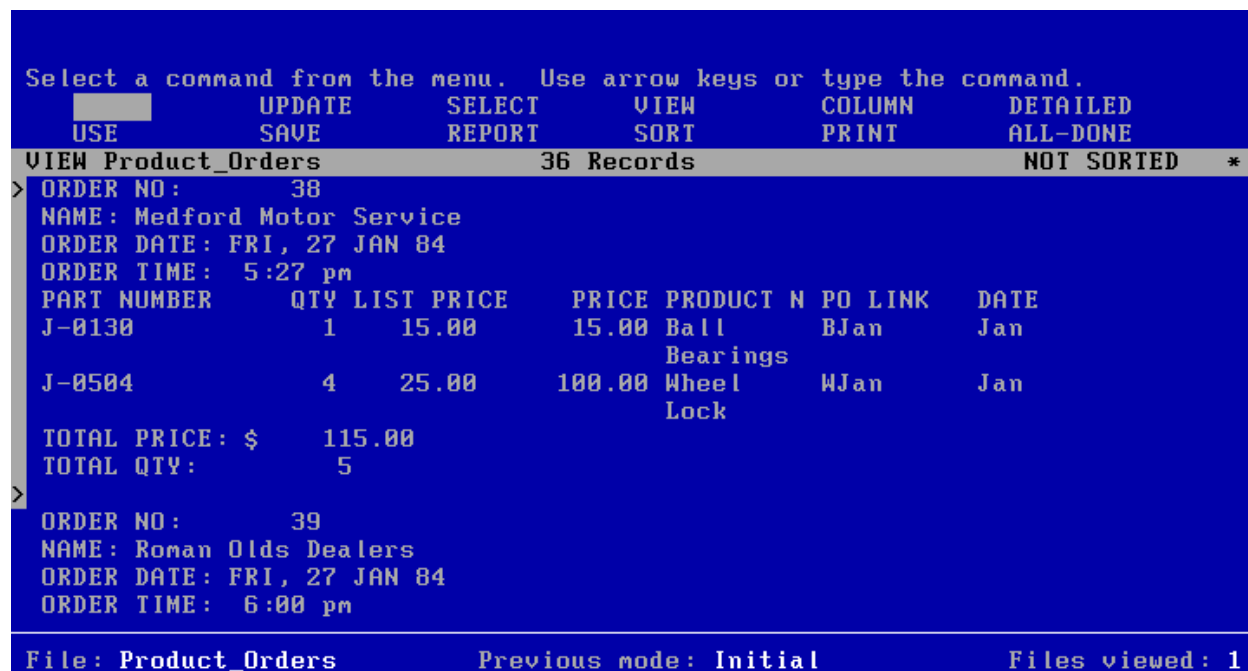 Select a command from the menu.  Use arrow keys or type the command.
UPDATE SELECT VIEW COLUMN DETAILED
USE SAVE REPORT SORT PRINT ALL-DONE
VIEW Product_Orders 36 Records NOT SORTED *
> ORDER NO: 38
NAME: Medford Motor Service
ORDER DATE: FRI, 27 JAN 84
ORDER TIME: 5:27 pm
PART NUMBER QTY LIST PRICE PRICE PRODUCT N PO LINK DATE
J-0130 1 15.00 15.00 Ball BJan Jan
Bearings
J-0504 4 25.00 100.00 Wheel WJan Jan
Lock
TOTAL PRICE: $ 115.00
TOTAL QTY: 5
>
ORDER NO: 39
NAME: Roman Olds Dealers
ORDER DATE: FRI, 27 JAN 84
ORDER TIME: 6:00 pm
File: Product_Orders Previous mode: Initial Files viewed: 1